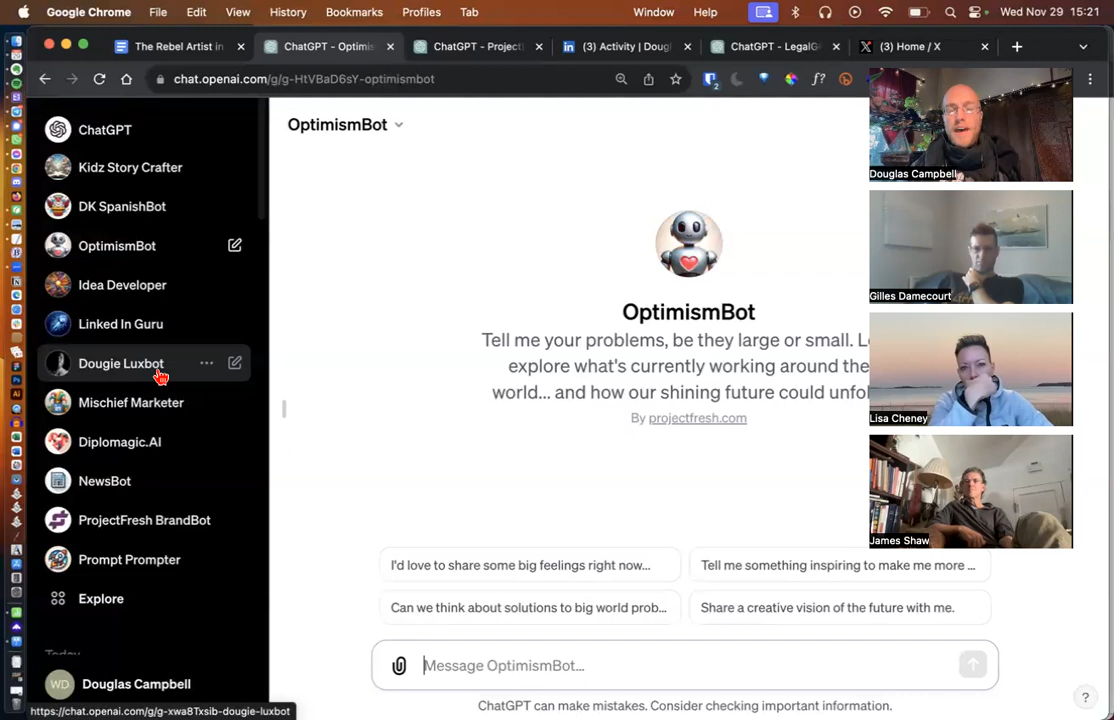 Google Chrome File Edit View History Bookmarks Profiles Tab Window Help Wed Nov 29 15:21
The Rebel Artist in
ChatGPT - Optimis
ChatGPT - Project
(3) Activity | Doug
ChatGPT - LegalG
(3) Home / X
chat.openai.com/g/g-HtVBaD6sY-optimismbot
f?
2
ChatGPT
Kidz Story Crafter
DK SpanishBot
OptimismBot
Idea Developer
Linked In Guru
Dougie Luxbot
Mischief Marketer
Diplomagic.AI
NewsBot
ProjectFresh BrandBot
Prompt Prompter
Explore
Today
WD
Douglas Campbell
https://chat.openai.com/g/g-xwa8Txsib-dougie-luxbot
OptimismBot
OptimismBot
Tell me your problems, be they large or small.
explore what's currently working around the
world... and how our shining future could
By projectfresh.com
I'd love to share some big feelings right now...
Tell me something inspiring to make me more ...
Can we think about solutions to big world prob...
Share a creative vision of the future with me.
Message OptimismBot...
ChatGPT can make mistakes. Consider checking important information.
?
Douglas Campbell
Gilles Damecourt
Lisa Cheney
James Shaw